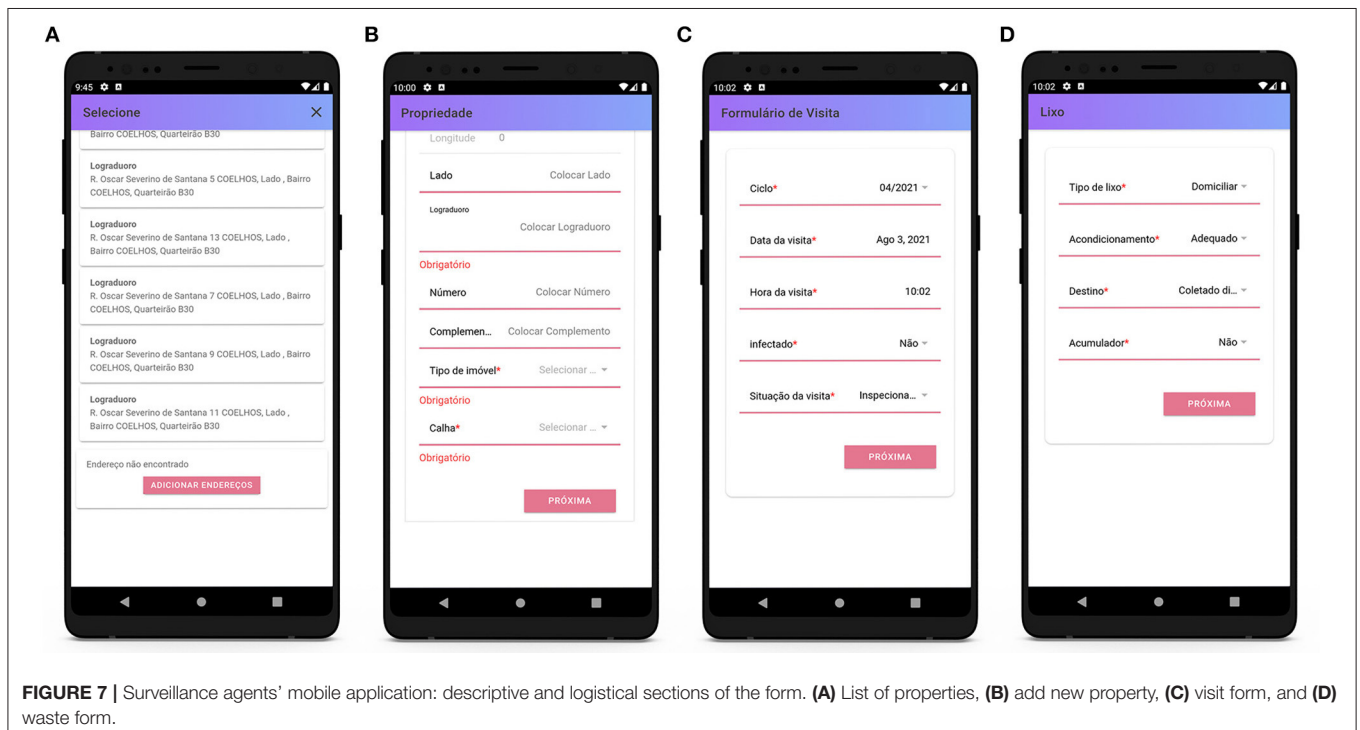 A
9:45
Selecione
Bairro COELHOS, Quarteirão B30
Lograduoro
R. Oscar Severino de Santana 5 COELHOS, Lado , Bairro
COELHOS, Quarteirão B30
Lograduoro
R. Oscar Severino de Santana 13 COELHOS, Lado ,
Bairro COELHOS, Quarteirão B30
Lograduoro
R. Oscar Severino de Santana 7 COELHOS, Lado , Bairro
COELHOS, Quarteirão B30
Lograduoro
R. Oscar Severino de Santana 9 COELHOS, Lado , Bairro
COELHOS, Quarteirão B30
Lograduoro
R. Oscar Severino de Santana 11 COELHOS, Lado ,
Bairro COELHOS, Quarteirão B30
Endereço não encontrado
ADICIONAR ENDEREÇOS
B
10:00
Propriedade
Longitude 0
Lado Colocar Lado
Lograduoro
Colocar Lograduoro
Obrigatório
Número Colocar Número
Complemen... Colocar Complemento
Tipo de imóvel* Selecionar ...
Obrigatório
Calha* Selecionar ...
Obrigatório
PRÓXIMA
C
10:02
Formulário de Visita
Ciclo* 04/2021
Data da visita* Ago 3, 2021
Hora da visita* 10:02
infectado* Não
Situação da visita* Inspeciona...
PRÓXIMA
D
10:02
Lixo
Tipo de lixo* Domiciliar
Acondicionamento* Adequado
Destino* Coletado di...
Acumulador* Não
PRÓXIMA
FIGURE 7 | Surveillance agents' mobile application: descriptive and logistical sections of the form. (A) List of properties, (B) add new property, (C) visit form, and (D)
waste form.